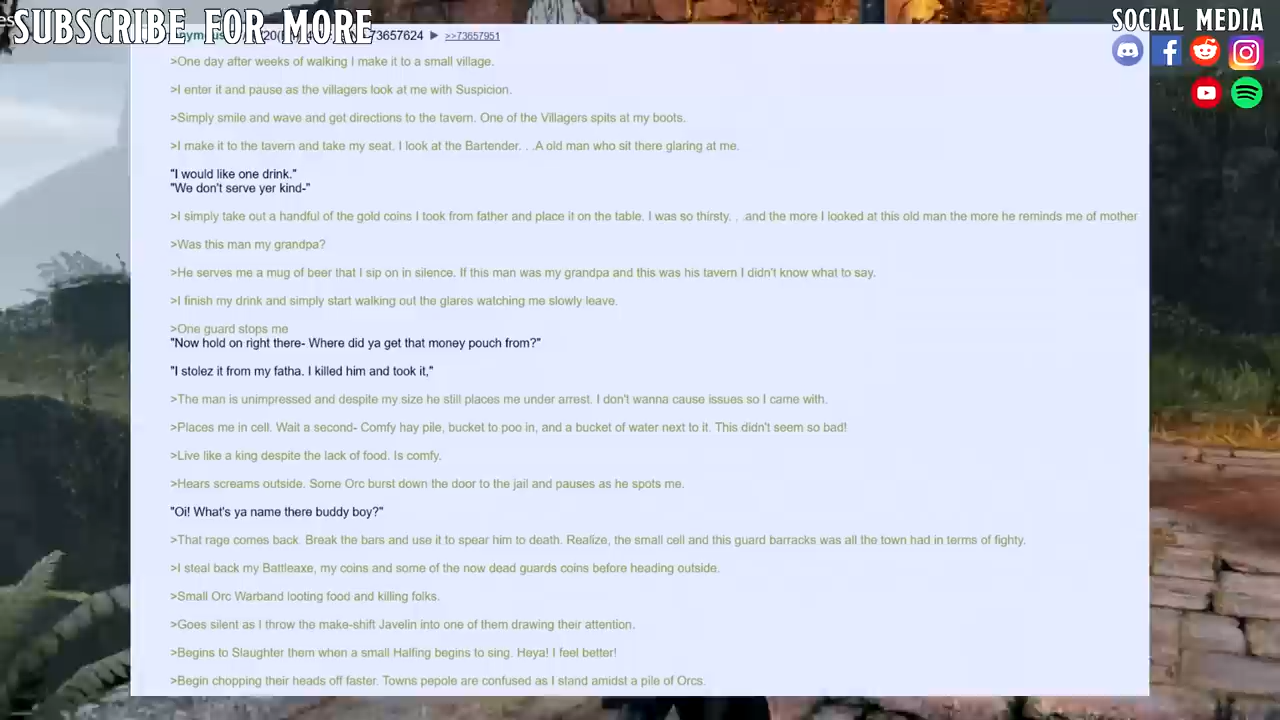 SUBSCRIBE FOR MORE
SOCIAL MEDIA
73657624 ▶ >>73657951
>One day after weeks of walking I make it to a small village.
>I enter it and pause as the villagers look at me with Suspicion.
>Simply smile and wave and get directions to the tavern. One of the Villagers spits at my boots.
>I make it to the tavern and take my seat. I look at the Bartender. . .A old man who sit there glaring at me.
"I would like one drink."
"We don't serve yer kind-"
>I simply take out a handful of the gold coins I took from father and place it on the table. I was so thirsty. . .and the more I looked at this old man the more he reminds me of mother
>Was this man my grandpa?
>He serves me a mug of beer that I sip on in silence. If this man was my grandpa and this was his tavern I didn't know what to say.
>I finish my drink and simply start walking out the glares watching me slowly leave.
>One guard stops me
"Now hold on right there- Where did ya get that money pouch from?"
"I stolez it from my fatha. I killed him and took it,"
>The man is unimpressed and despite my size he still places me under arrest. I don't wanna cause issues so I came with.
>Places me in cell. Wait a second- Comfy hay pile, bucket to poo in, and a bucket of water next to it. This didn't seem so bad!
>Live like a king despite the lack of food. Is comfy.
>Hears screams outside. Some Orc burst down the door to the jail and pauses as he spots me.
"Oi! What's ya name there buddy boy?"
>That rage comes back. Break the bars and use it to spear him to death. Realize, the small cell and this guard barracks was all the town had in terms of fighty.
>I steal back my Battleaxe, my coins and some of the now dead guards coins before heading outside.
>Small Orc Warband looting food and killing folks.
>Goes silent as I throw the make-shift Javelin into one of them drawing their attention.
>Begins to Slaughter them when a small Halfing begins to sing. Heya! I feel better!
>Begin chopping their heads off faster. Towns pepole are confused as I stand amidst a pile of Orcs.